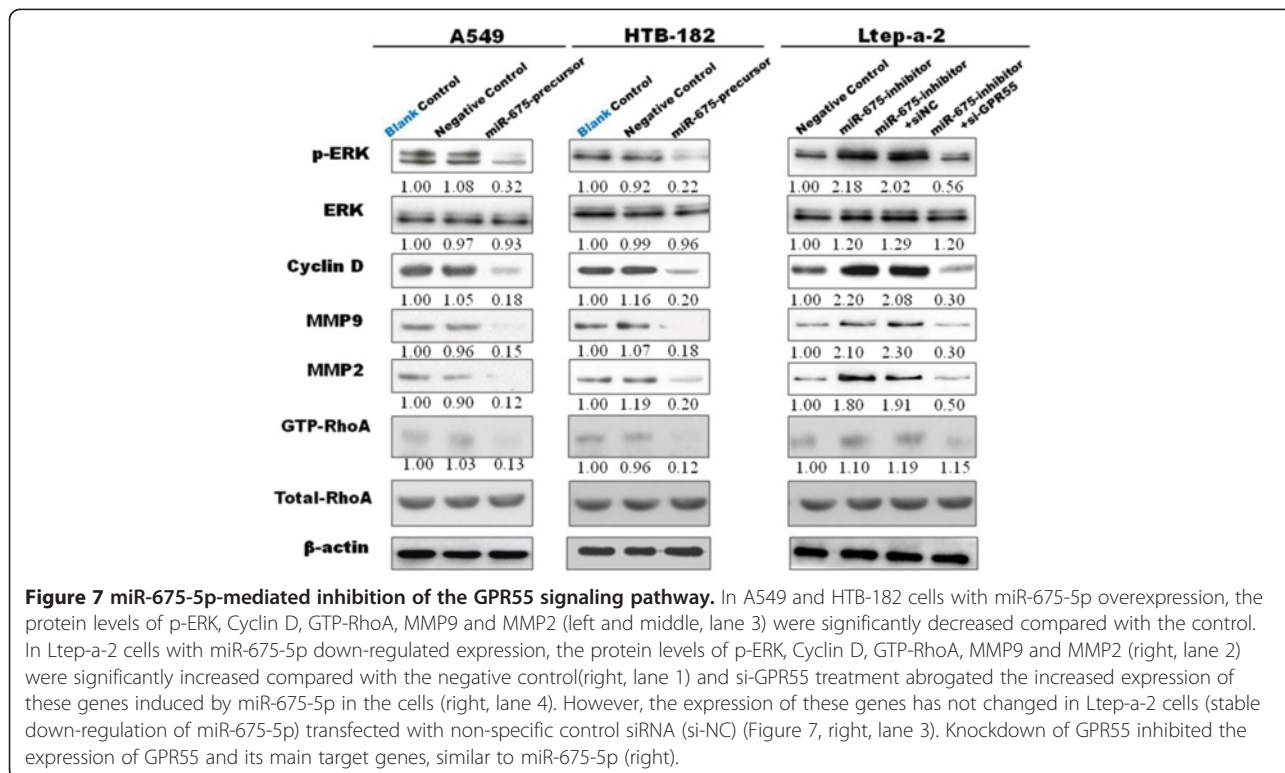 A549 HTB-182 Ltep-a-2
Blank Control Negative Control miR-675-precursor Blank Control Negative Control miR-675-precursor Negative Control miR-675-inhibitor miR-675-inhibitor +siNC miR-675-inhibitor +si-GPR55
p-ERK
1.00 1.08 0.32 1.00 0.92 0.22 1.00 2.18 2.02 0.56
ERK
1.00 0.97 0.93 1.00 0.99 0.96 1.00 1.20 1.29 1.20
Cyclin D
1.00 1.05 0.18 1.00 1.16 0.20 1.00 2.20 2.08 0.30
MMP9
1.00 0.96 0.15 1.00 1.07 0.18 1.00 2.10 2.30 0.30
MMP2
1.00 0.90 0.12 1.00 1.19 0.20 1.00 1.80 1.91 0.50
GTP-RhoA
1.00 1.03 0.13 1.00 0.96 0.12 1.00 1.10 1.19 1.15
Total-RhoA
β-actin
Figure 7 miR-675-5p-mediated inhibition of the GPR55 signaling pathway. In A549 and HTB-182 cells with miR-675-5p overexpression, the
protein levels of p-ERK, Cyclin D, GTP-RhoA, MMP9 and MMP2 (left and middle, lane 3) were significantly decreased compared with the control.
In Ltep-a-2 cells with miR-675-5p down-regulated expression, the protein levels of p-ERK, Cyclin D, GTP-RhoA, MMP9 and MMP2 (right, lane 2)
were significantly increased compared with the negative control(right, lane 1) and si-GPR55 treatment abrogated the increased expression of
these genes induced by miR-675-5p in the cells (right, lane 4). However, the expression of these genes has not changed in Ltep-a-2 cells (stable
down-regulation of miR-675-5p) transfected with non-specific control siRNA (si-NC) (Figure 7, right, lane 3). Knockdown of GPR55 inhibited the
expression of GPR55 and its main target genes, similar to miR-675-5p (right).